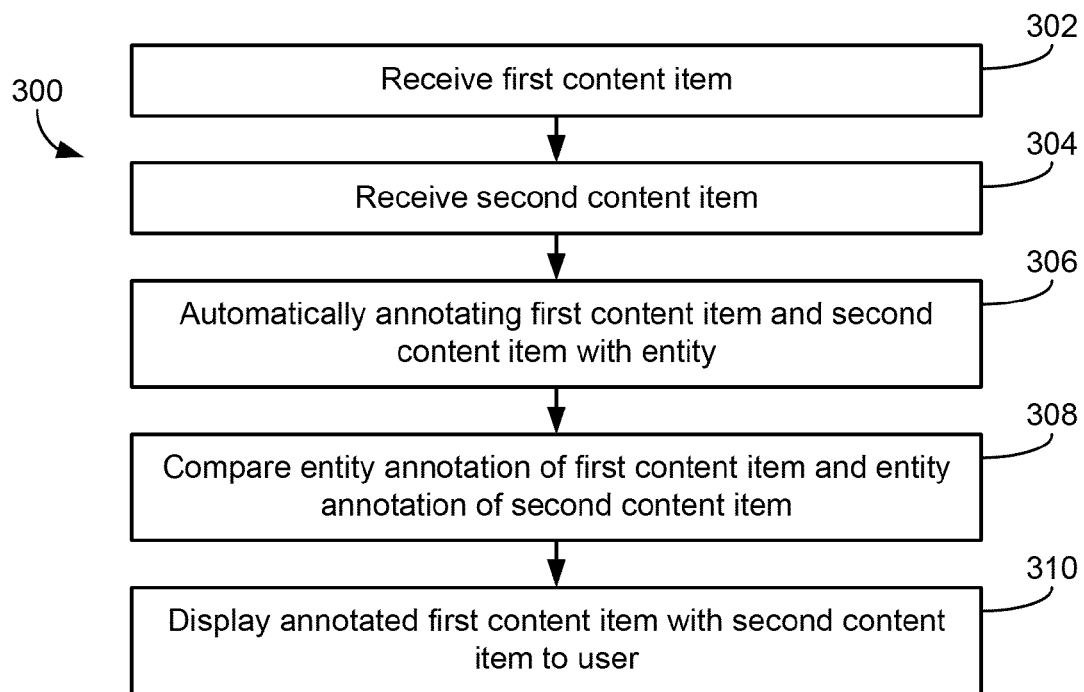 302
Receive first content item
300
304
Receive second content item
306
Automatically annotating first content item and second
content item with entity
308
Compare entity annotation of first content item and entity
annotation of second content item
310
Display annotated first content item with second content
item to user